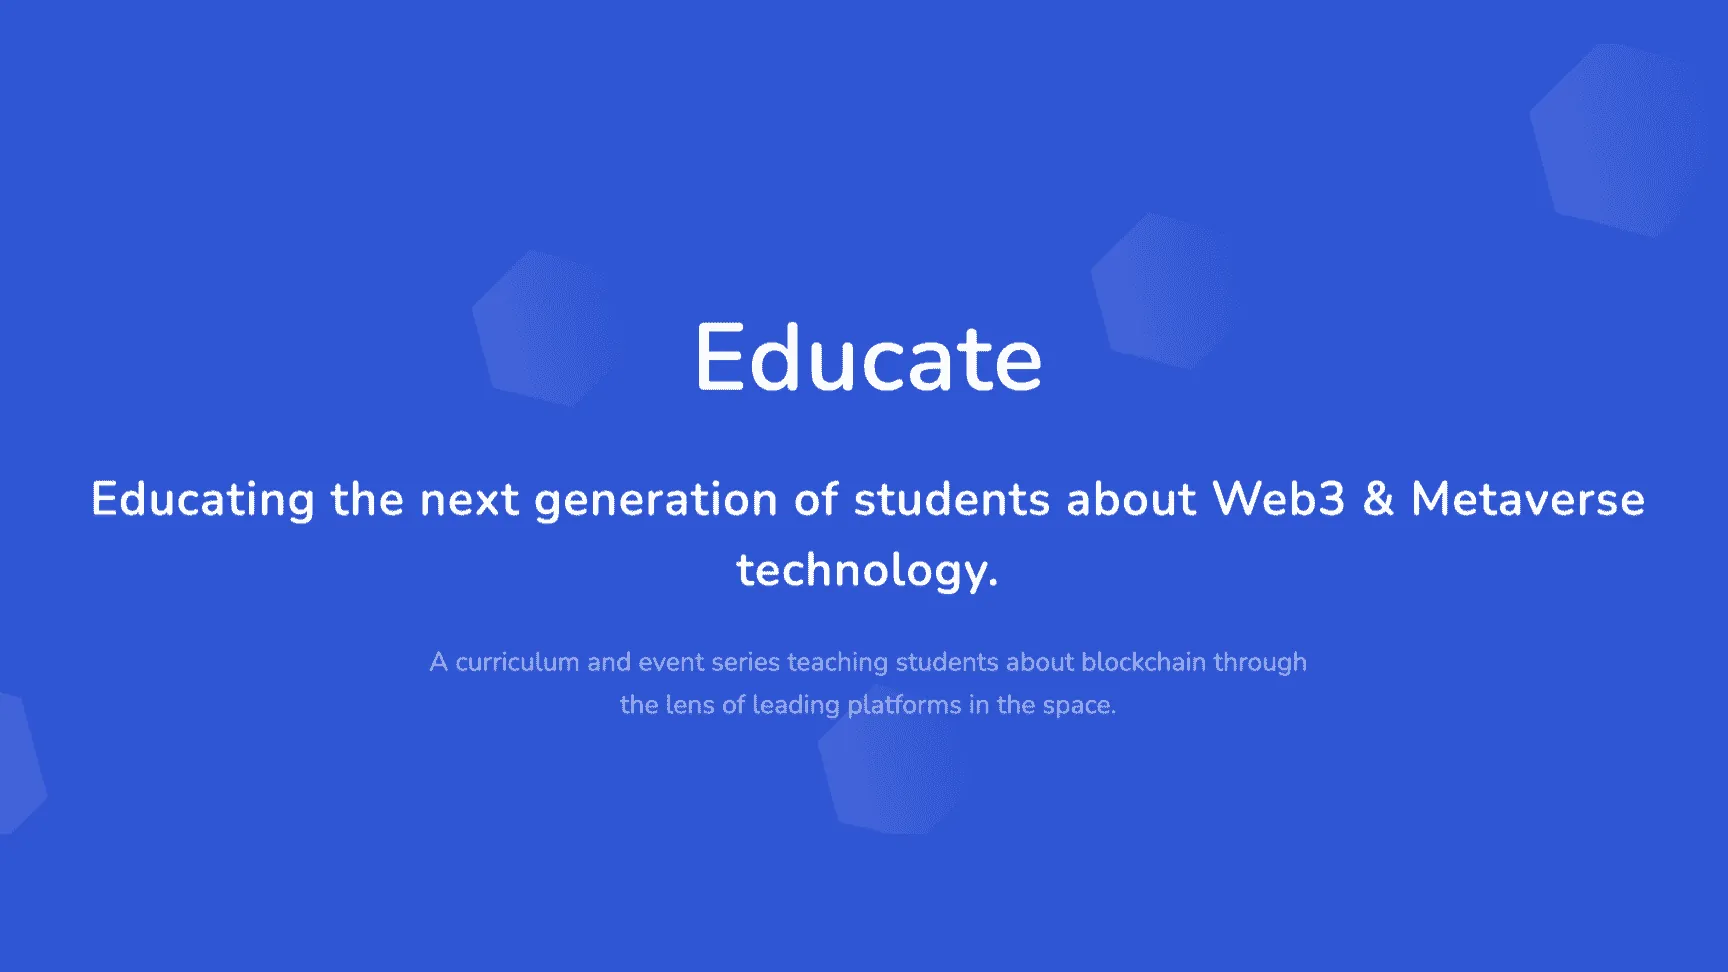 Educate
Educating the next generation of students about Web3 & Metaverse
technology.
A curriculum and event series teaching students about blockchain through
the lens of leading platforms in the space.